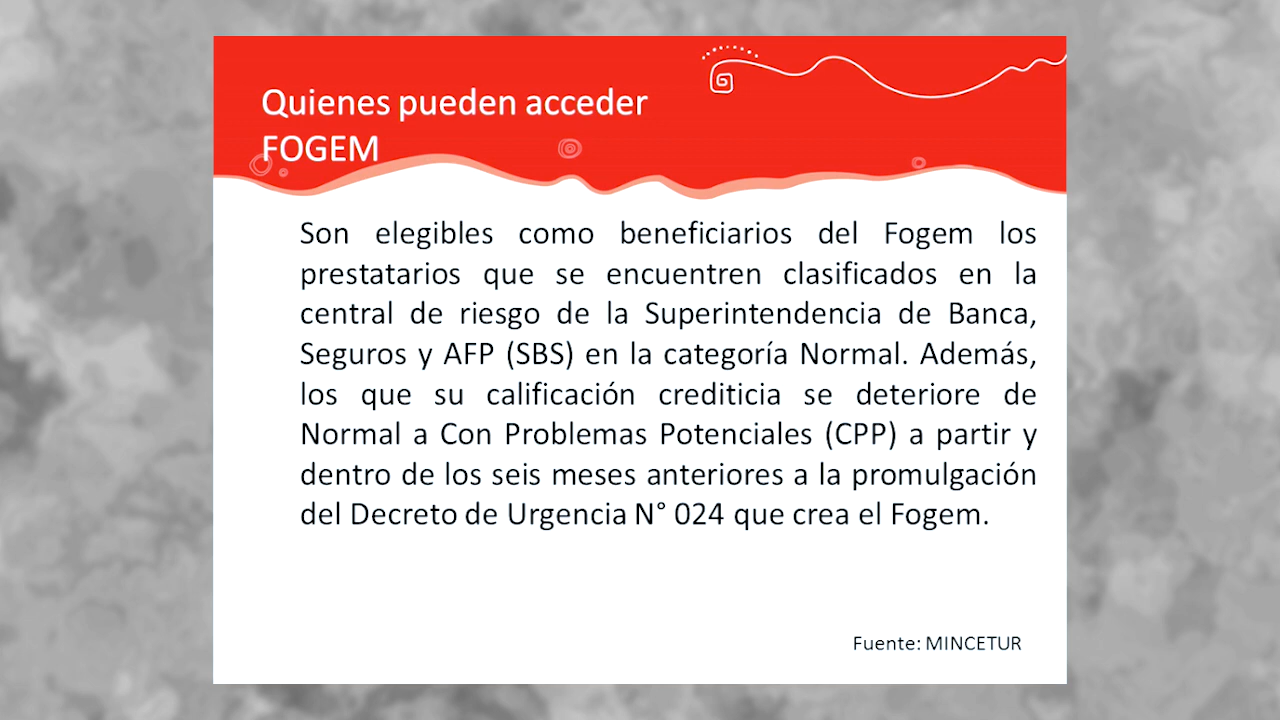 Quienes pueden acceder
FOGEM
Son elegibles como beneficiarios del Fogem los
prestatarios que se encuentren clasificados en la
central de riesgo de la Superintendencia de Banca,
Seguros y AFP (SBS) en la categoría Normal. Además,
los que su calificación crediticia se deteriore de
Normal a Con Problemas Potenciales (CPP) a partir y
dentro de los seis meses anteriores a la promulgación
del Decreto de Urgencia N° 024 que crea el Fogem.
Fuente: MINCETUR